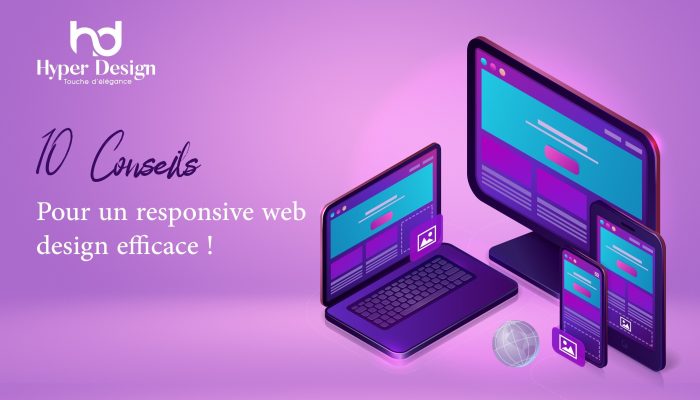 hd
Hyper Design
Touche d'élégance
10 Conseils
Pour un responsive web
design efficace !